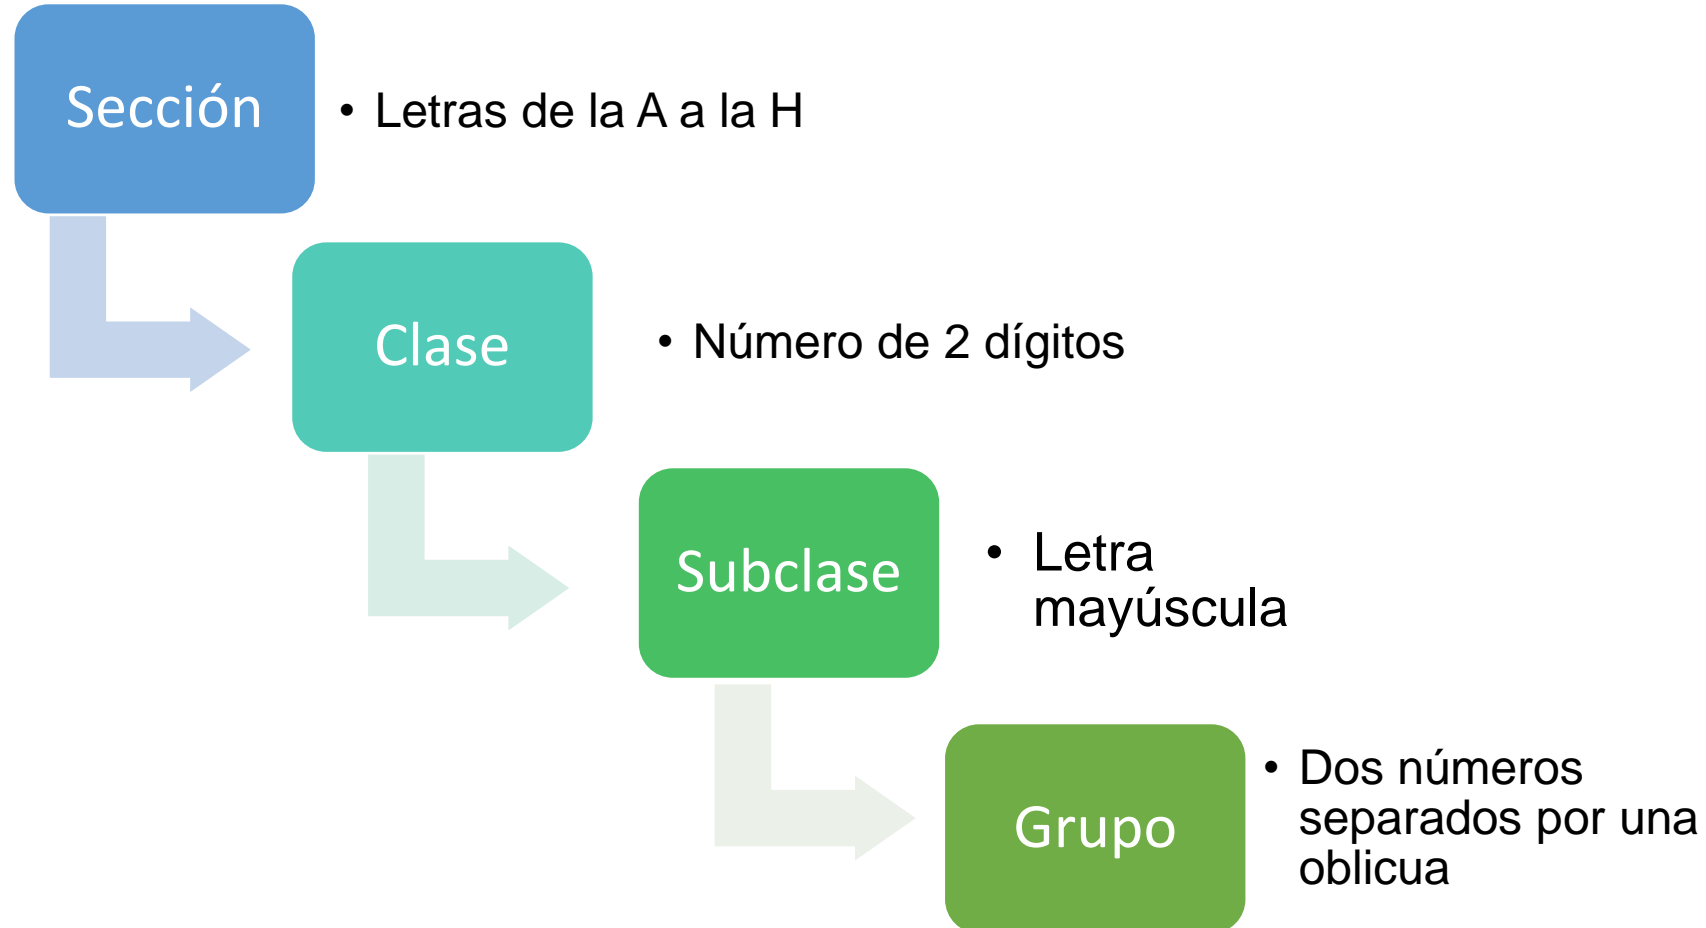 Sección
• Letras de la A a la H
Clase
• Número de 2 dígitos
Subclase
• Letra
mayúscula
Grupo
• Dos números
separados por una
oblicua